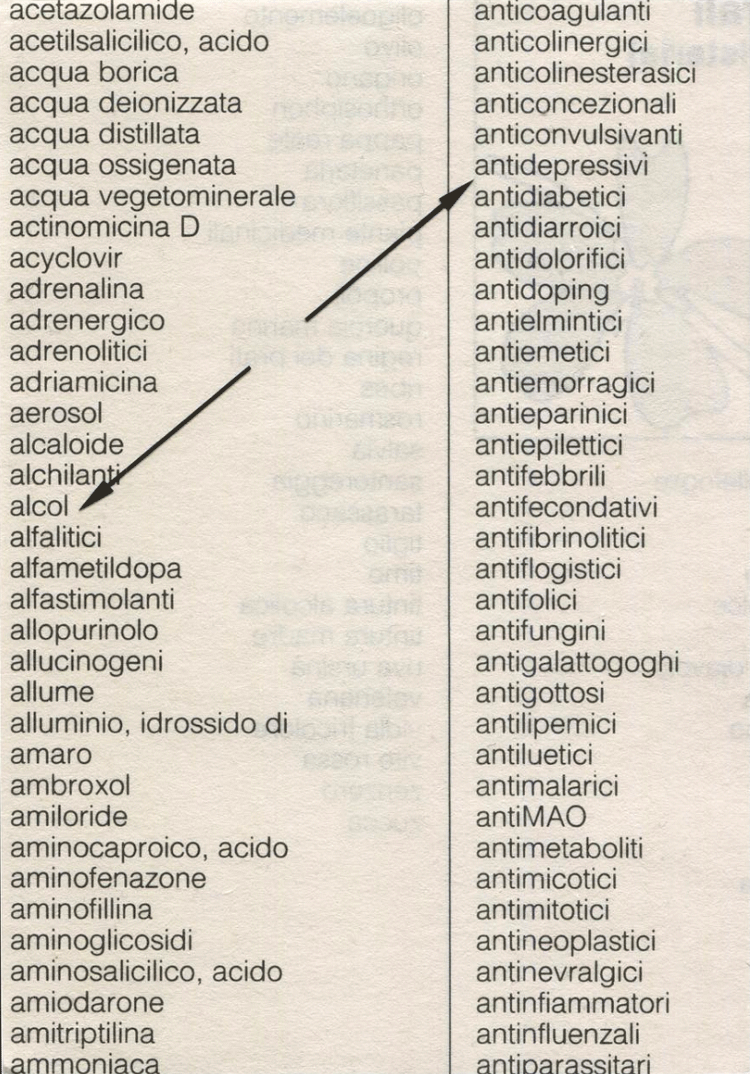 acetazolamide
acetilsalicilico, acido
acqua borica
acqua deionizzata
acqua distillata
acqua ossigenata
acqua vegetominerale
actinomicina D
acyclovir
adrenalina
adrenergico
adrenolitici
adriamicina
aerosol
alcaloide
alchilanti
alcol
alfalitici
alfametildopa
alfastimolanti
allopurinolo
allucinogeni
allume
alluminio, idrossido di
amaro
ambroxol
amiloride
aminocaproico, acido
aminofenazone
aminofillina
aminoglicosidi
aminosalicilico, acido
amiodarone
amitriptilina
ammoniaca
anticoagulanti
anticolinergici
anticolinesterasici
anticoncezionali
anticonvulsivanti
antidepressivi
antidiabetici
antidiarroici
antidolorifici
antidoping
antielmintici
antiemetici
antiemorragici
antieparinici
antiepilettici
antifebbrili
antifecondativi
antifibrinolitici
antiflogistici
antifolici
antifungini
antigalattogoghi
antigottosi
antilipemici
antiluetici
antimalarici
antiMAO
antimetaboliti
antimicotici
antimitotici
antineoplastici
antinevralgici
antinfiammatori
antinfluenzali
antiparassitari